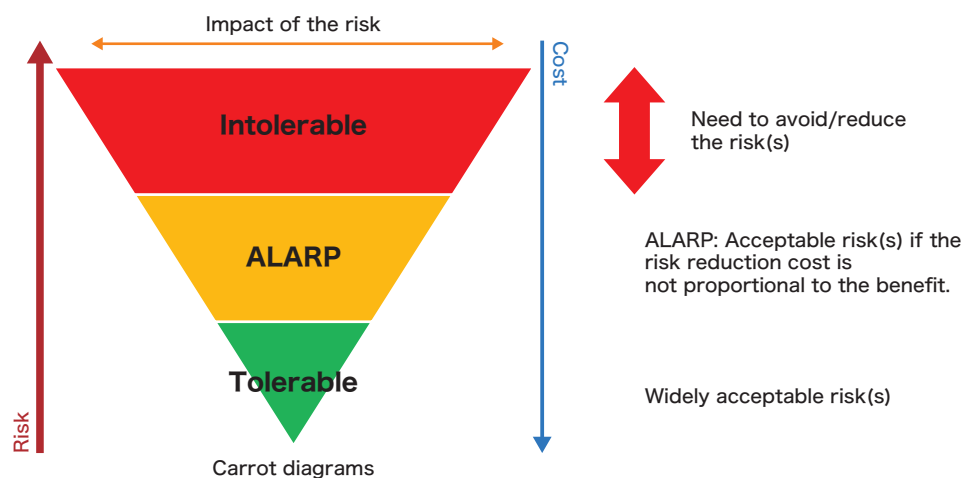 Impact of the risk
Cost
Intolerable
Need to avoid/reduce
the risk(s)
ALARP
ALARP: Acceptable risk(s) if the
risk reduction cost is
not proportional to the benefit.
Tolerable
Widely acceptable risk(s)
Risk
Carrot diagrams